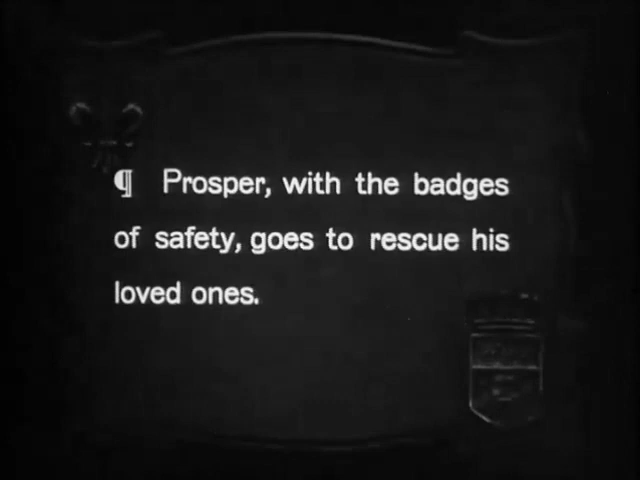 ¶ Prosper, with the badges
of safety, goes to rescue his
loved ones.